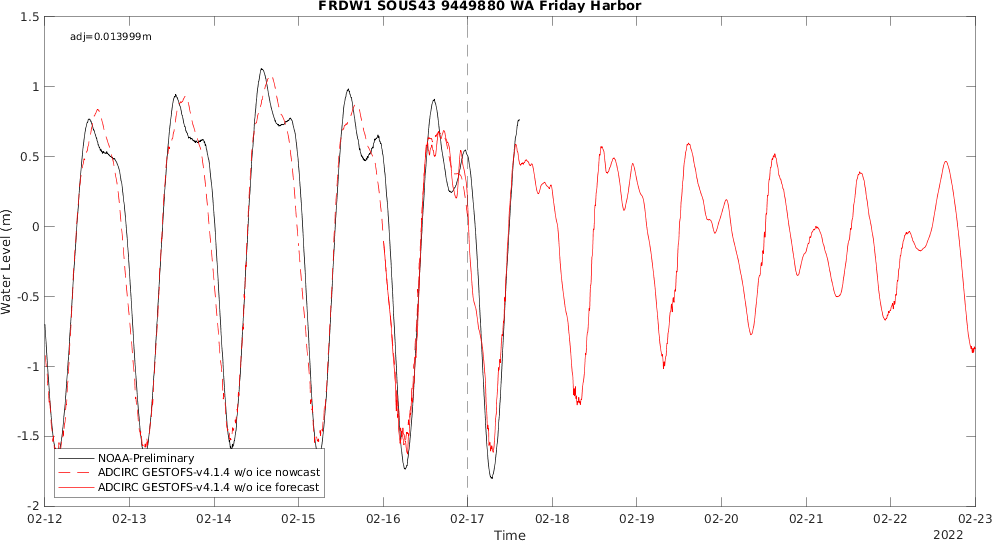 FRDW1 SOUS43 9449880 WA Friday Harbor
adj=0.013999m
Water Level (m)
1.5
1
0.5
0
-0.5
-1
-1.5
-2
NOAA-Preliminary
ADCIRC GESTOFS-v4.1.4 w/o ice nowcast
ADCIRC GESTOFS-v4.1.4 w/o ice forecast
02-12 02-13 02-14 02-15 02-16 02-17 02-18 02-19 02-20 02-21 02-22 02-23
Time
2022